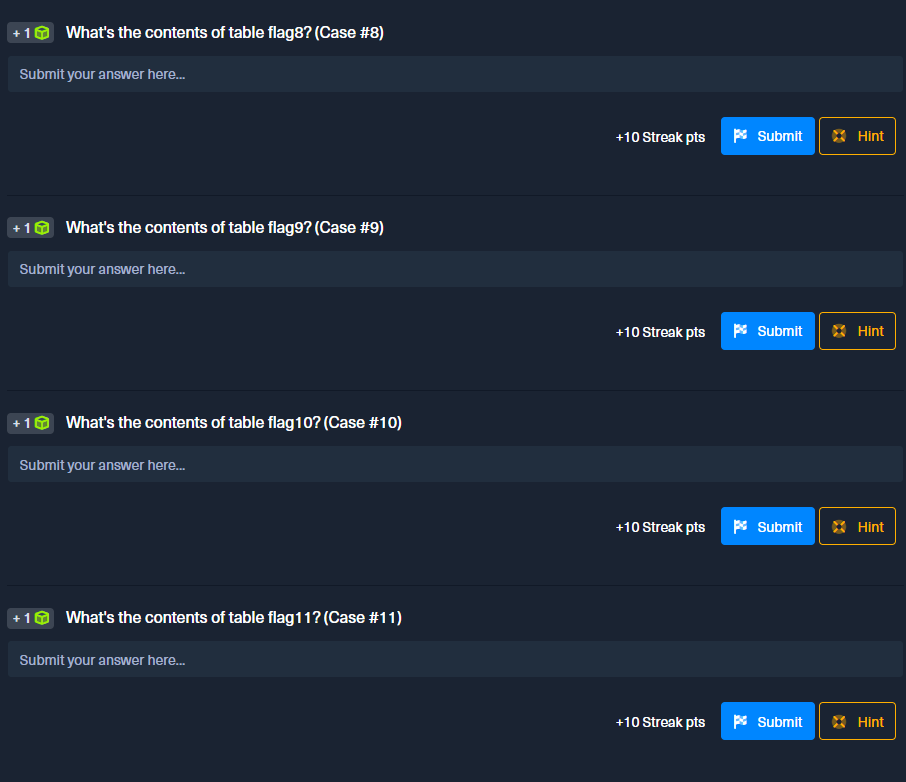 + 1 What's the contents of table flag8? (Case #8)
Submit your answer here...
+10 Streak pts Submit Hint
+ 1 What's the contents of table flag9? (Case #9)
Submit your answer here...
+10 Streak pts Submit Hint
+ 1 What's the contents of table flag10? (Case #10)
Submit your answer here...
+10 Streak pts Submit Hint
+ 1 What's the contents of table flag11? (Case #11)
Submit your answer here...
+10 Streak pts Submit Hint